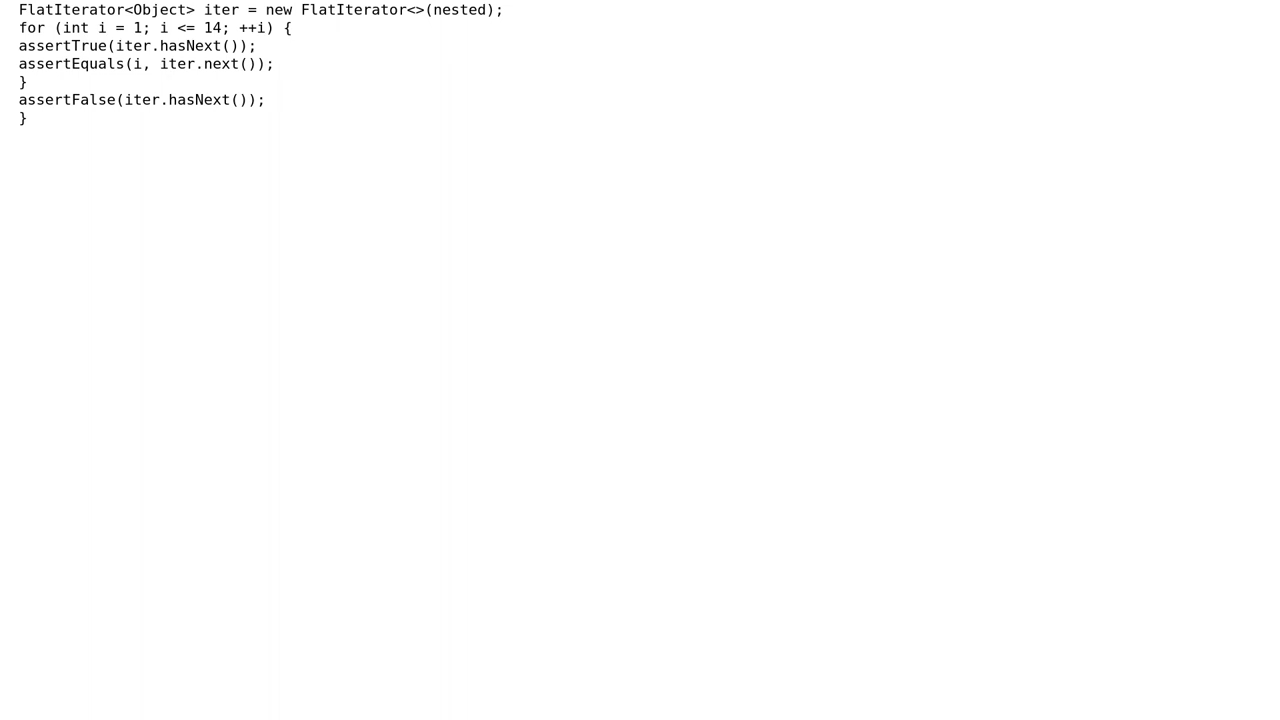 FlatIterator<Object> iter = new FlatIterator<>(nested);
for (int i = 1; i <= 14; ++i) {
assertTrue(iter.hasNext());
assertEquals(i, iter.next());
}
assertFalse(iter.hasNext());
}